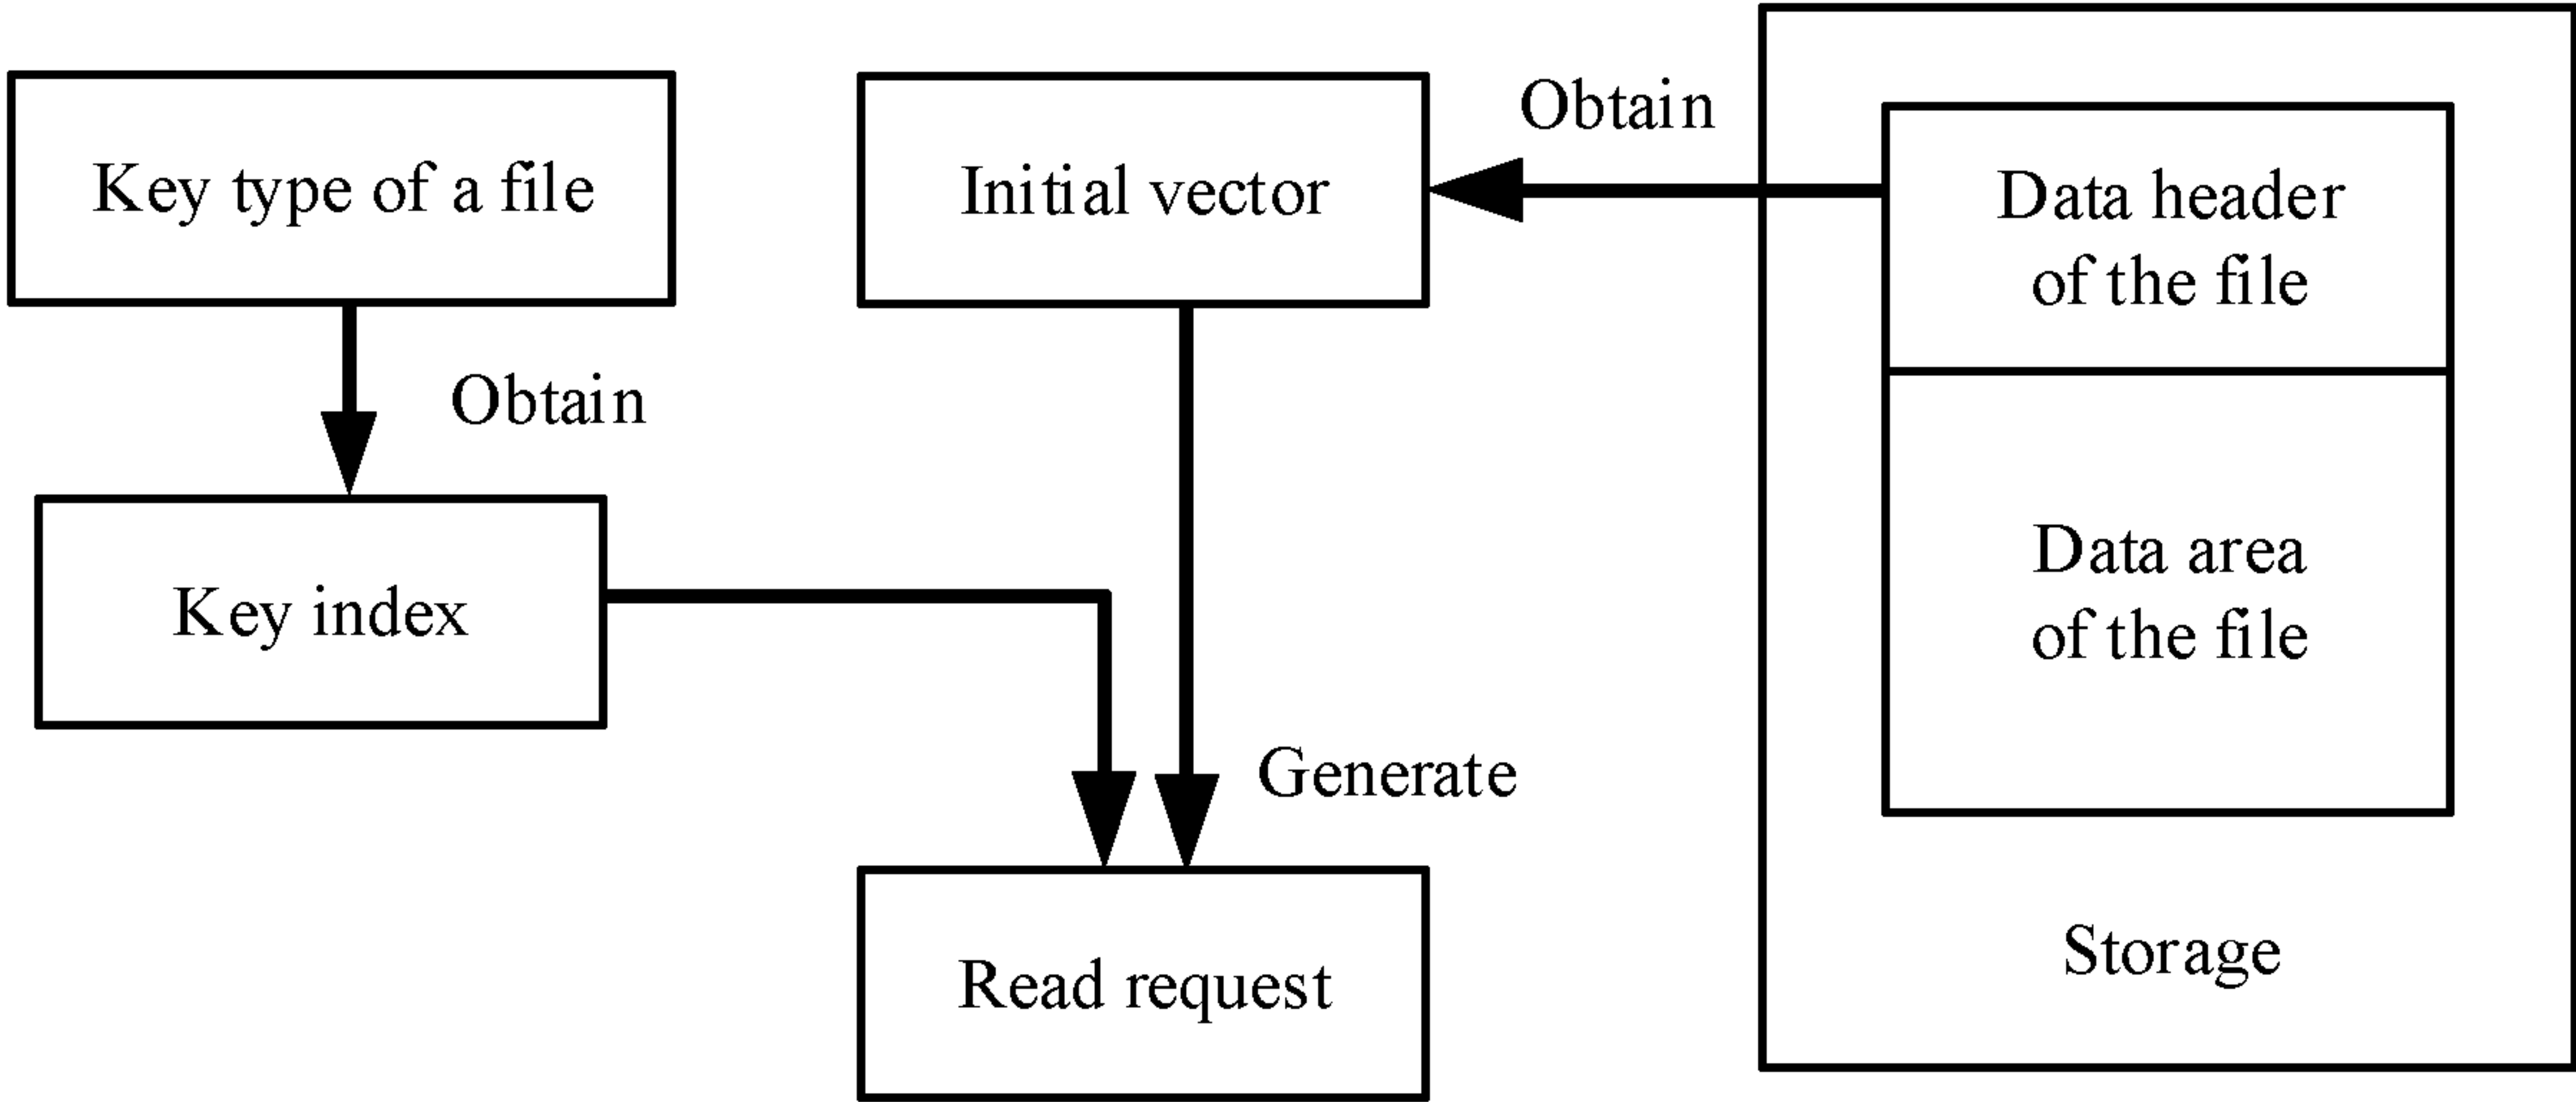 Key type of a file
Initial vector
Obtain
Data header
of the file
Obtain
Key index
Data area
of the file
Generate
Read request
Storage